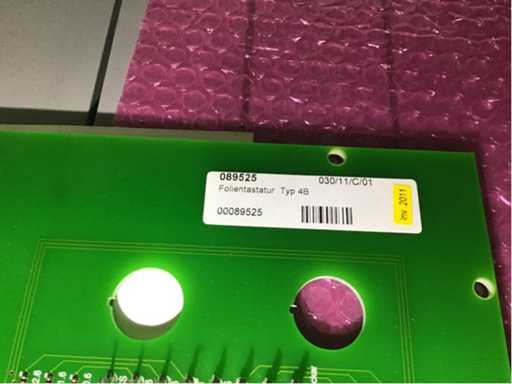 089525 030/11/C/01
Folientastatur Typ 4B
00089525
Inv. 2011